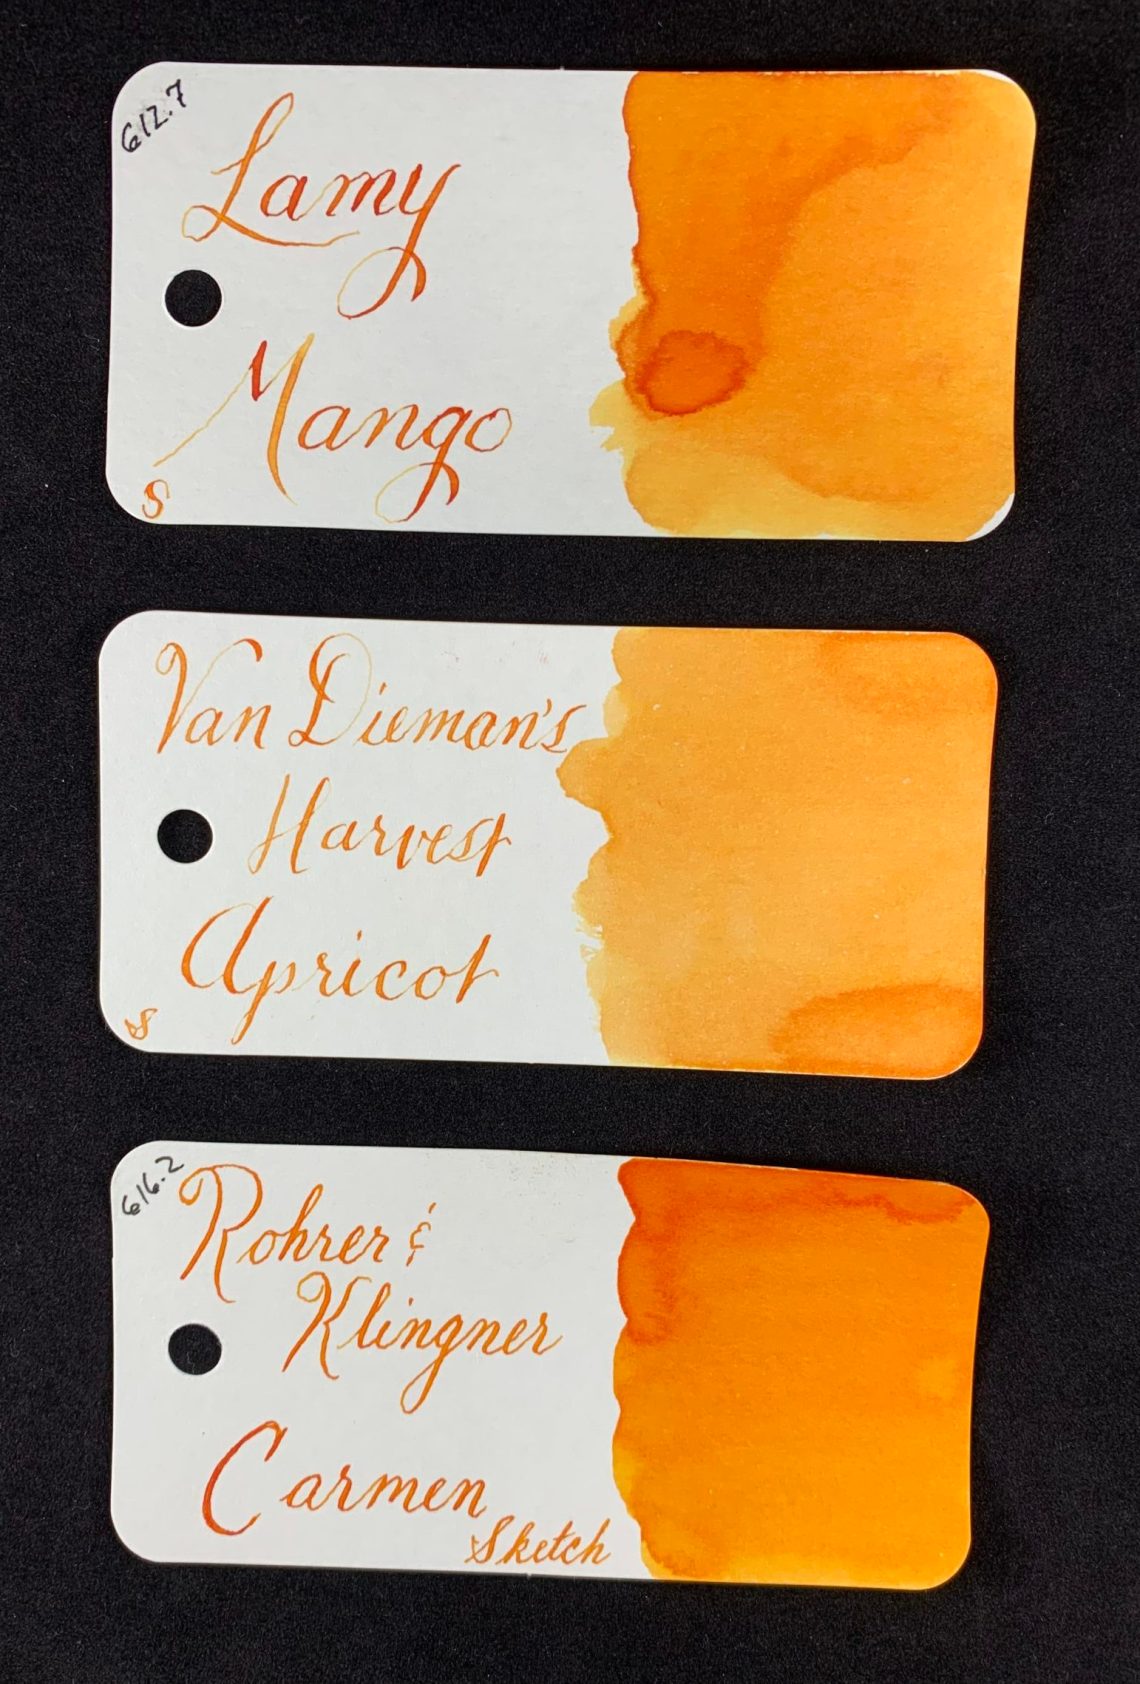 612.7
Lamy
Mango
S
Van Dieman's
Harvest
Apricot
S
616.2
Rohrer &
Klingner
Carmen
Sketch